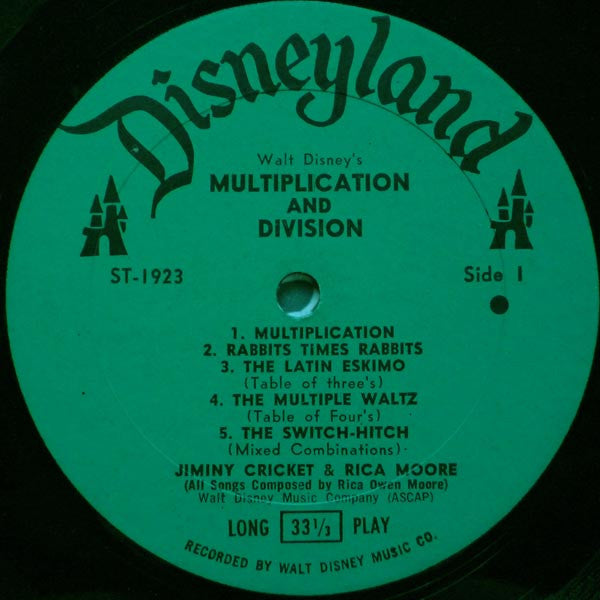 Disneyland
Walt Disney's
MULTIPLICATION
AND
DIVISION
ST-1923 Side 1
1. MULTIPLICATION
2. RABBITS TIMES RABBITS
3. THE LATIN ESKIMO
(Table of three's)
4. THE MULTIPLE WALTZ
(Table of Four's)
5. THE SWITCH-HITCH
(Mixed Combinations)
JIMINY CRICKET & RICA MOORE
(All Songs Composed by Rica Owen Moore)
Walt Disney Music Company (ASCAP)
LONG 33 1/3 PLAY
RECORDED BY WALT DISNEY MUSIC CO.